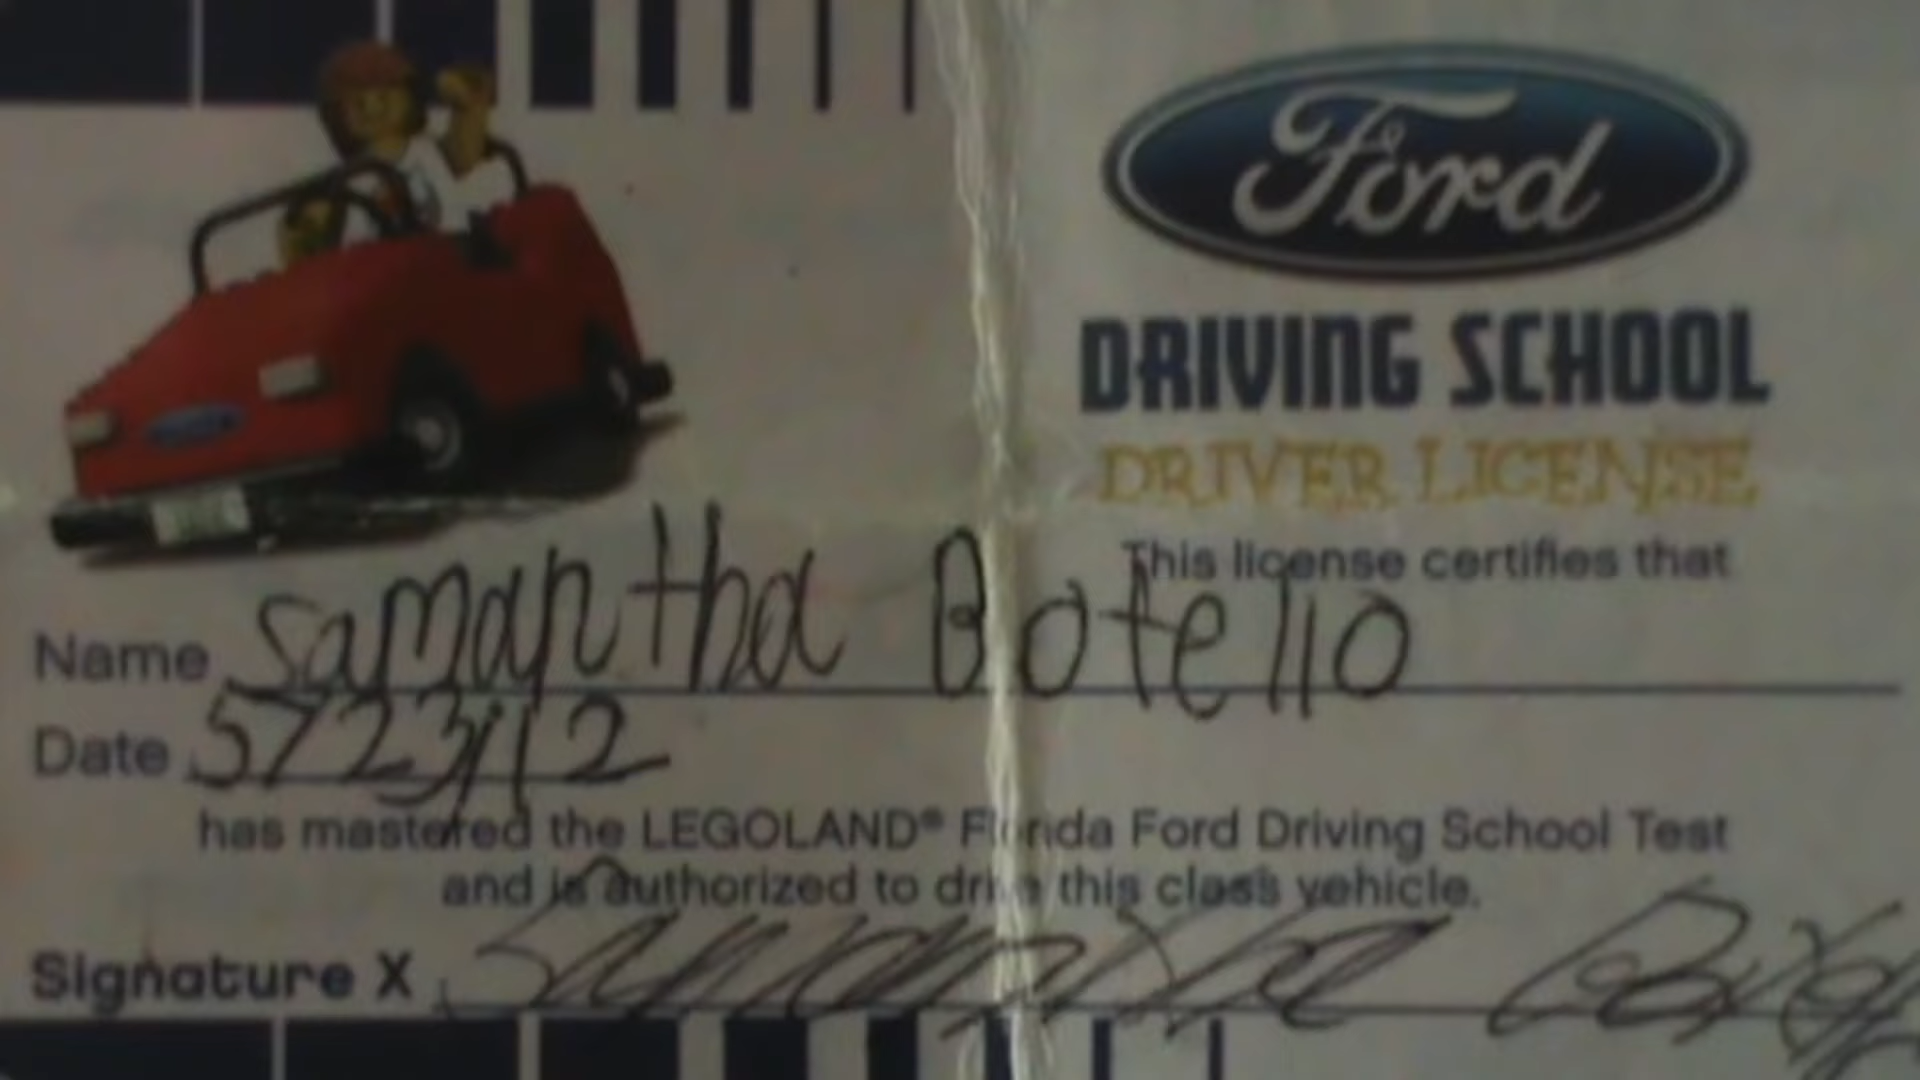 Ford
DRIVING SCHOOL
DRIVER LICENSE
This license certifies that
Name Samantha Botello
Date 5/23/12
has mastered the LEGOLAND® Florida Ford Driving School Test
and is authorized to drive this class vehicle.
Signature X Samantha